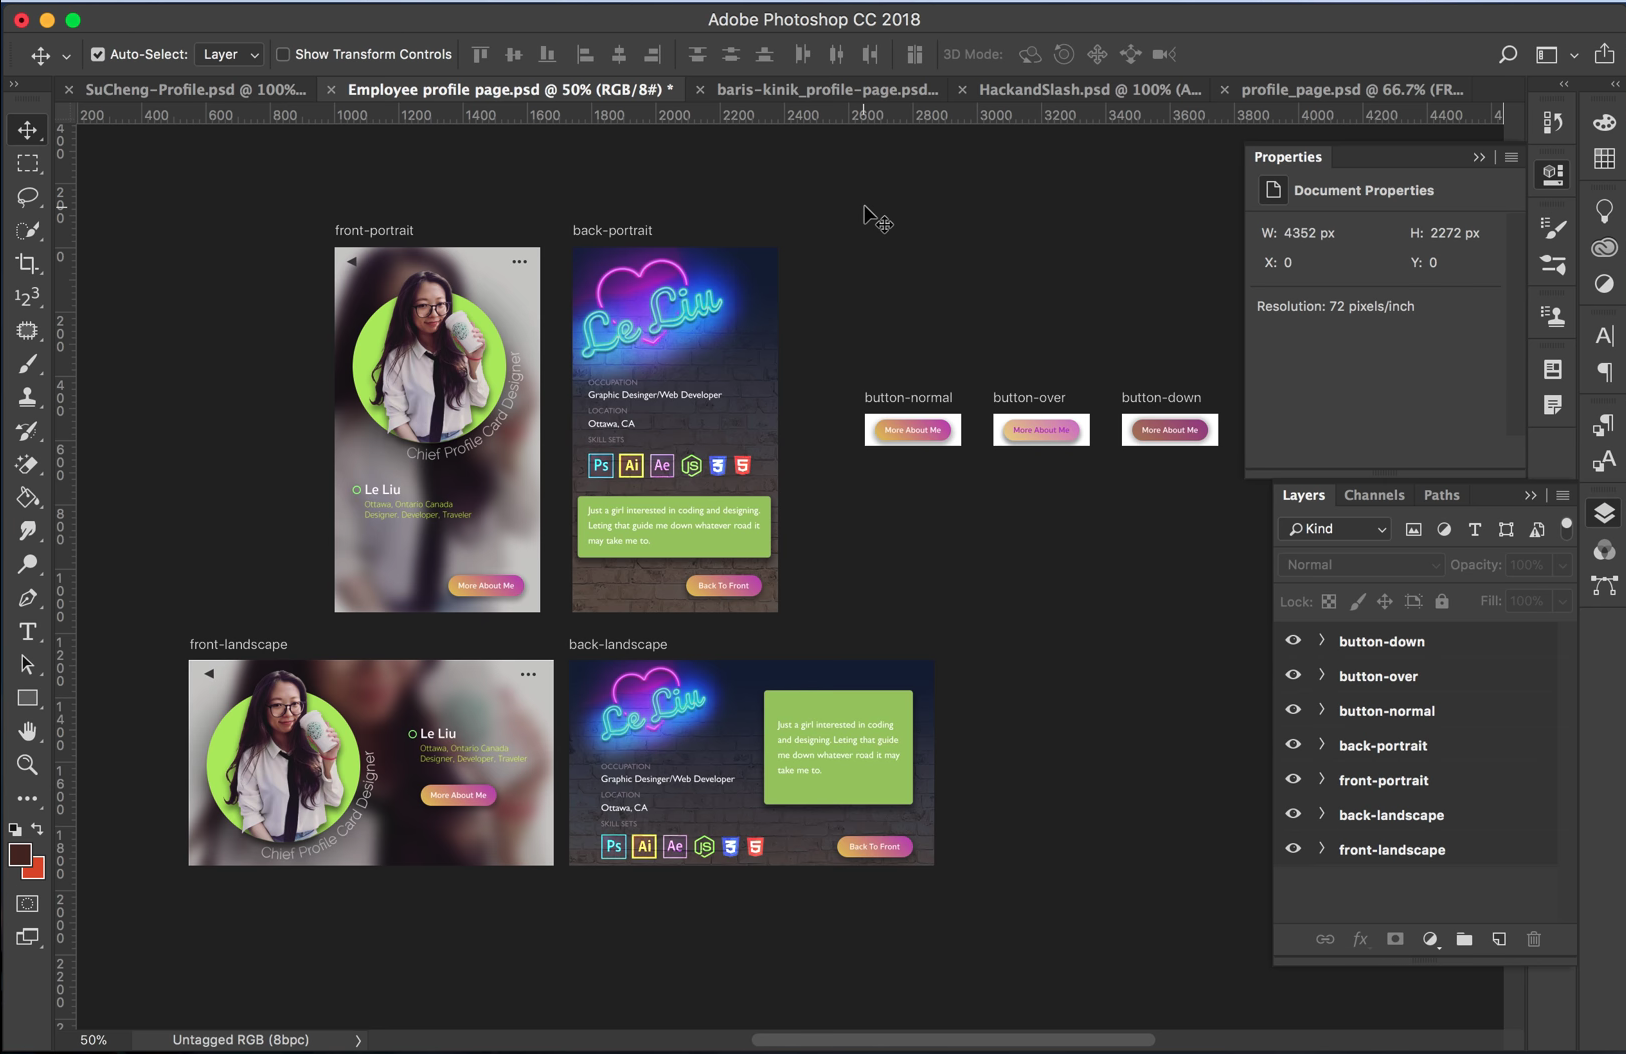 Adobe Photoshop CC 2018
Auto-Select: Layer Show Transform Controls 3D Mode:
SuCheng-Profile.psd @ 100%... Employee profile page.psd @ 50% (RGB/8#) * baris-kinik_profile-page.psd... HackandSlash.psd @ 100% (A... profile_page.psd @ 66.7% (FR...
200 400 600 800 1000 1200 1400 1600 1800 2000 2200 2400 2600 2800 3000 3200 3400 3600 3800 4000 4200 4400 4
Properties
Document Properties
W: 4352 px H: 2272 px
X: 0 Y: 0
Resolution: 72 pixels/inch
front-portrait
Chief Profile Card Designer
Le Liu
Ottawa, Ontario Canada
Designer, Developer, Traveler
More About Me
back-portrait
Le Liu
OCCUPATION
Graphic Desinger/Web Developer
LOCATION
Ottawa, CA
SKILL SETS
Ps Ai Ae JS 3 5
Just a girl interested in coding and designing.
Leting that guide me down whatever road it
may take me to.
Back To Front
button-normal button-over button-down
More About Me More About Me More About Me
front-landscape
Chief Profile Card Designer
Le Liu
Ottawa, Ontario Canada
Designer, Developer, Traveler
More About Me
back-landscape
Le Liu
OCCUPATION
Graphic Desinger/Web Developer
LOCATION
Ottawa, CA
SKILL SETS
Ps Ai Ae JS 3 5
Just a girl interested in coding
and designing. Leting that guide
me down whatever road it may
take me to.
Back To Front
Layers Channels Paths
Kind
Normal Opacity: 100%
Lock: Fill: 100%
button-down
button-over
button-normal
back-portrait
front-portrait
back-landscape
front-landscape
50% Untagged RGB (8bpc)